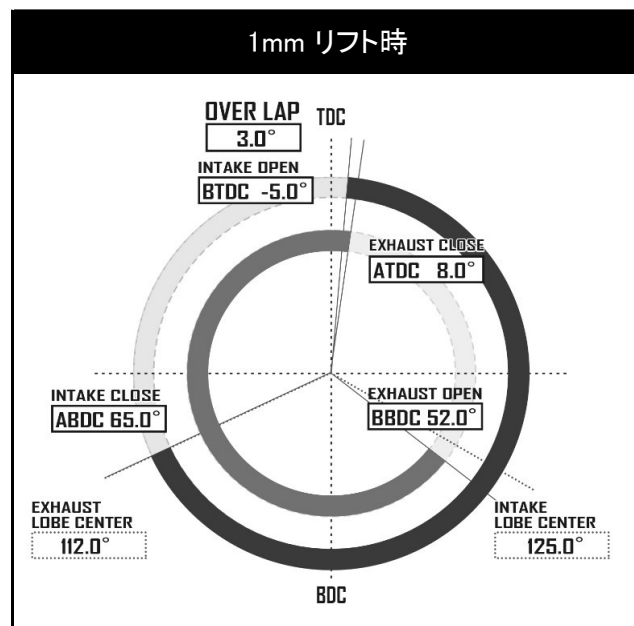 1mm リフト時
OVER LAP
3.0°
TDC
INTAKE OPEN
BTDC -5.0°
EXHAUST CLOSE
ATDC 8.0°
INTAKE CLOSE
ABDC 65.0°
EXHAUST OPEN
BBDC 52.0°
EXHAUST
LOBE CENTER
112.0°
INTAKE
LOBE CENTER
125.0°
BDC